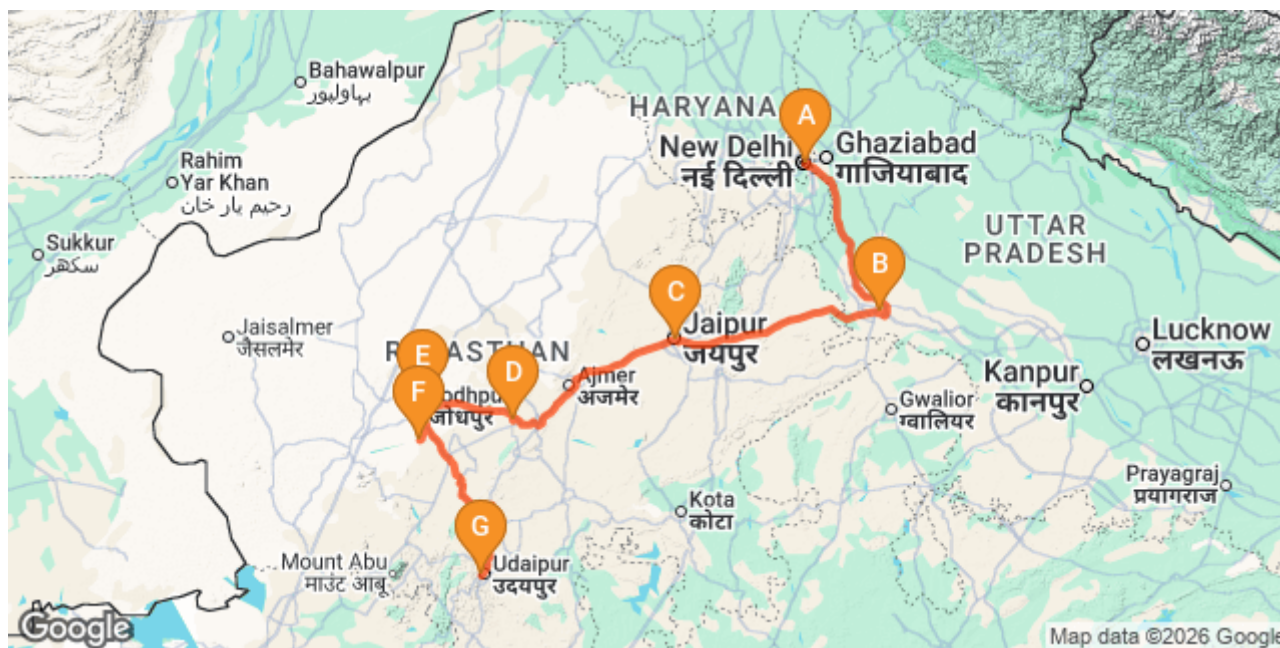 Bahawalpur
بہاولپور
HARYANA
A
New Delhi
नई दिल्ली
Ghaziabad
गाज़ियाबाद
Rahim
Yar Khan
رحیم یار خان
UTTAR
PRADESH
Sukkur
سکھر
B
C
Jaipur
जयपुर
Jaisalmer
जैसलमेर
Lucknow
लखनऊ
E
D
F
Ajmer
अजमेर
Kanpur
कानपुर
जोधपुर
Gwalior
ग्वालियर
Prayagraj
प्रयागराज
Kota
कोटा
G
Mount Abu
माउंट आबू
Udaipur
उदयपुर
Google
Map data ©2026 Google